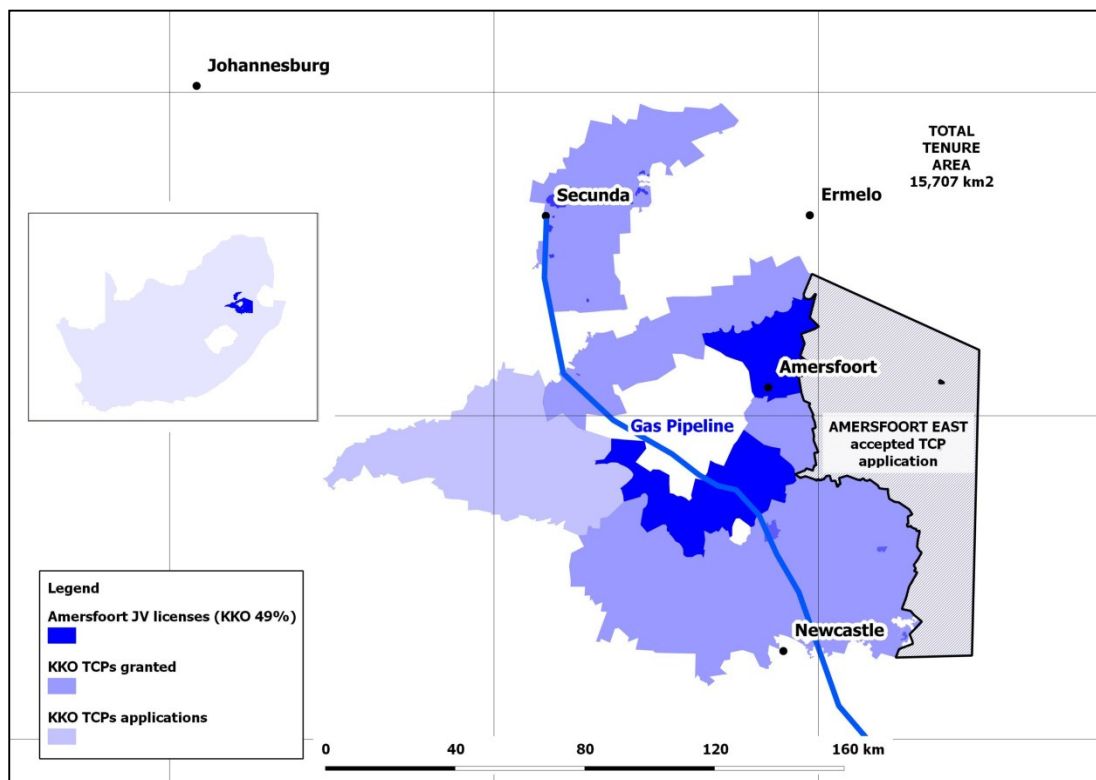 Johannesburg
TOTAL
TENURE
AREA
15,707 km2
Secunda
Ermelo
Amersfoort
Gas Pipeline
AMERSFOORT EAST
accepted TCP
application
Newcastle
Legend
Amersfoort JV licenses (KKO 49%)
KKO TCPs granted
KKO TCPs applications
0 40 80 120 160 km